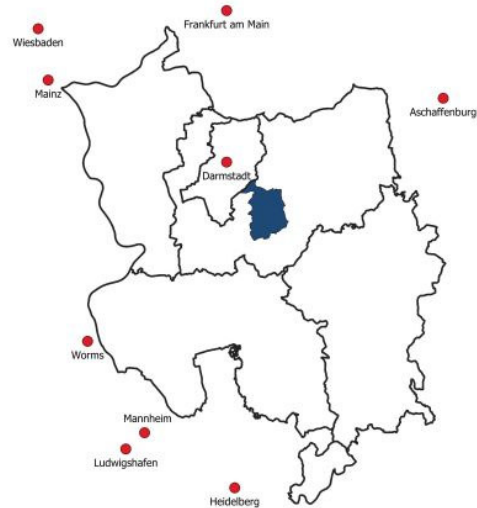 Frankfurt am Main
Wiesbaden
Mainz
Aschaffenburg
Darmstadt
Worms
Mannheim
Ludwigshafen
Heidelberg